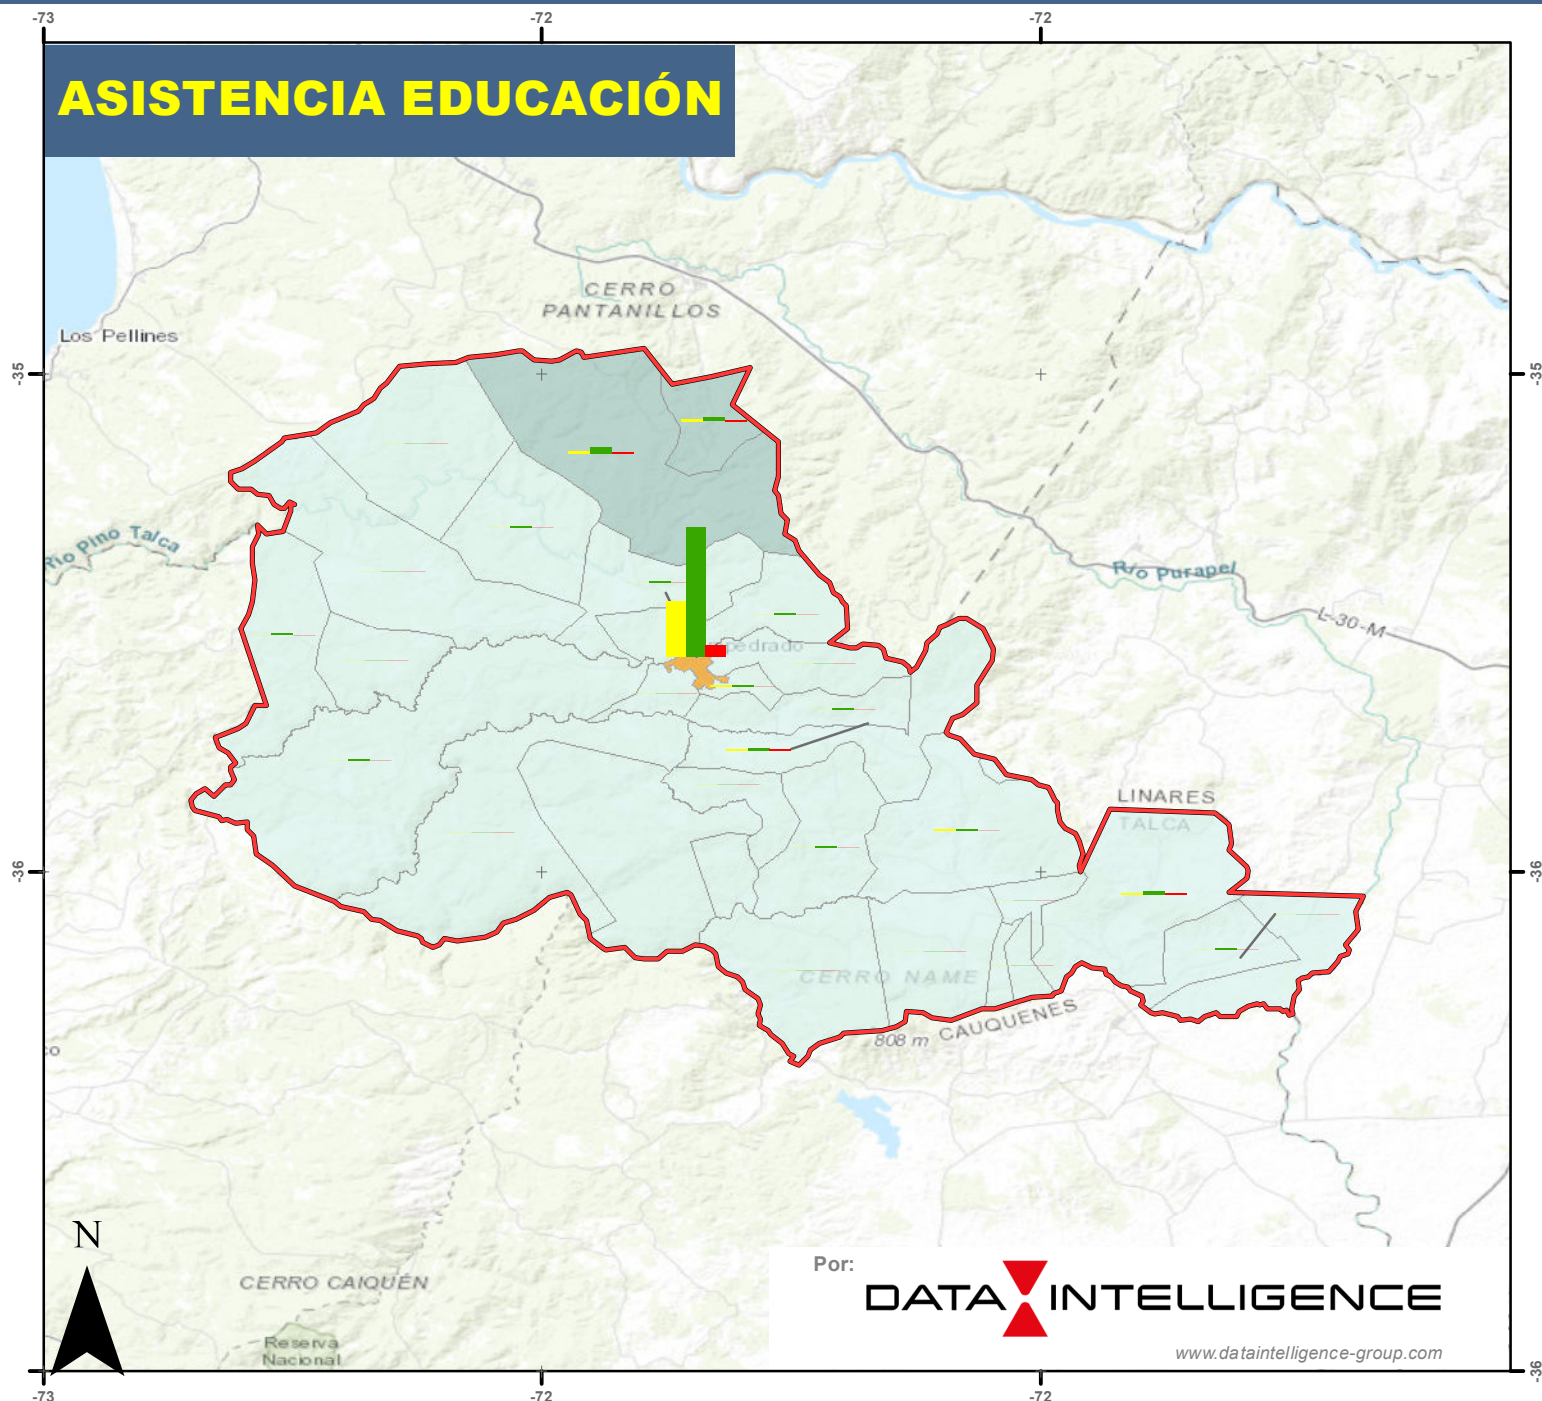 -73
-72
-72
ASISTENCIA EDUCACIÓN
CERRO
PANTANILLOS
Los Pellines
-35
-35
Río Pino Talca
Río Purapel
L-30-M
pedrado
LINARES
TALCA
-36
-36
CERRO NAME
CAUQUENES
808 m
co
N
Por:
CERRO CAIQUÉN
DATA INTELLIGENCE
Reserva
Nacional
www.dataintelligence-group.com
-36
-73
-72
-72